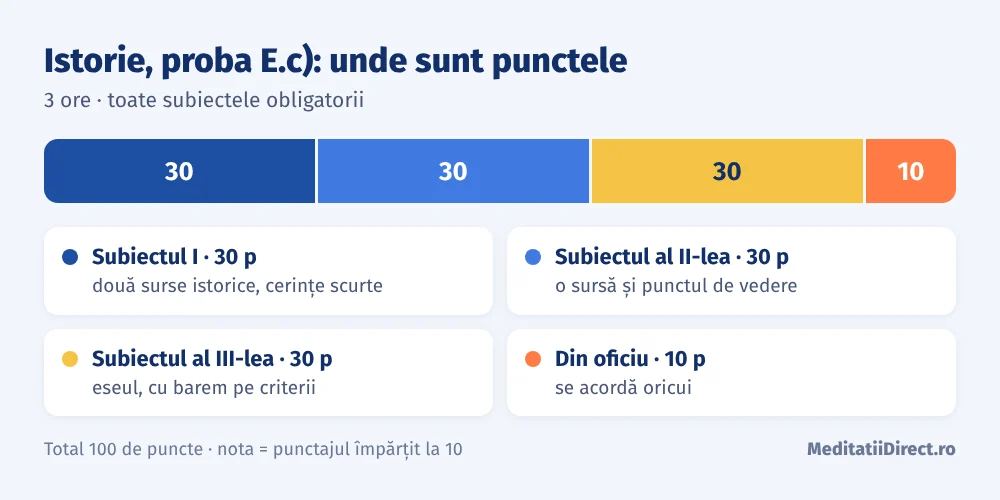 Istorie, proba E.c): unde sunt punctele
3 ore · toate subiectele obligatorii
30 30 30 10
Subiectul I · 30 p
două surse istorice, cerințe scurte
Subiectul al II-lea · 30 p
o sursă și punctul de vedere
Subiectul al III-lea · 30 p
eseul, cu barem pe criterii
Din oficiu · 10 p
se acordă oricui
Total 100 de puncte · nota = punctajul împărțit la 10
MeditatiiDirect.ro